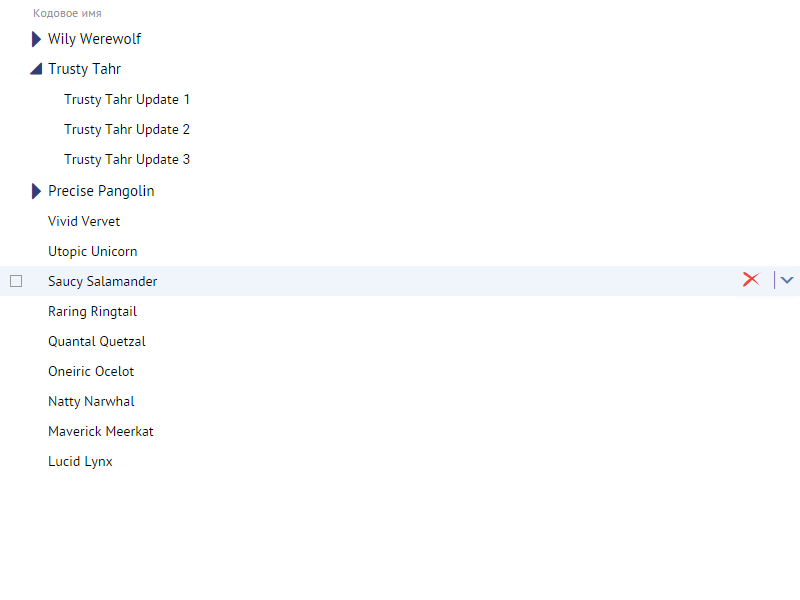 Кодовое имя
Wily Werewolf
Trusty Tahr
Trusty Tahr Update 1
Trusty Tahr Update 2
Trusty Tahr Update 3
Precise Pangolin
Vivid Vervet
Utopic Unicorn
Saucy Salamander
Raring Ringtail
Quantal Quetzal
Oneiric Ocelot
Natty Narwhal
Maverick Meerkat
Lucid Lynx